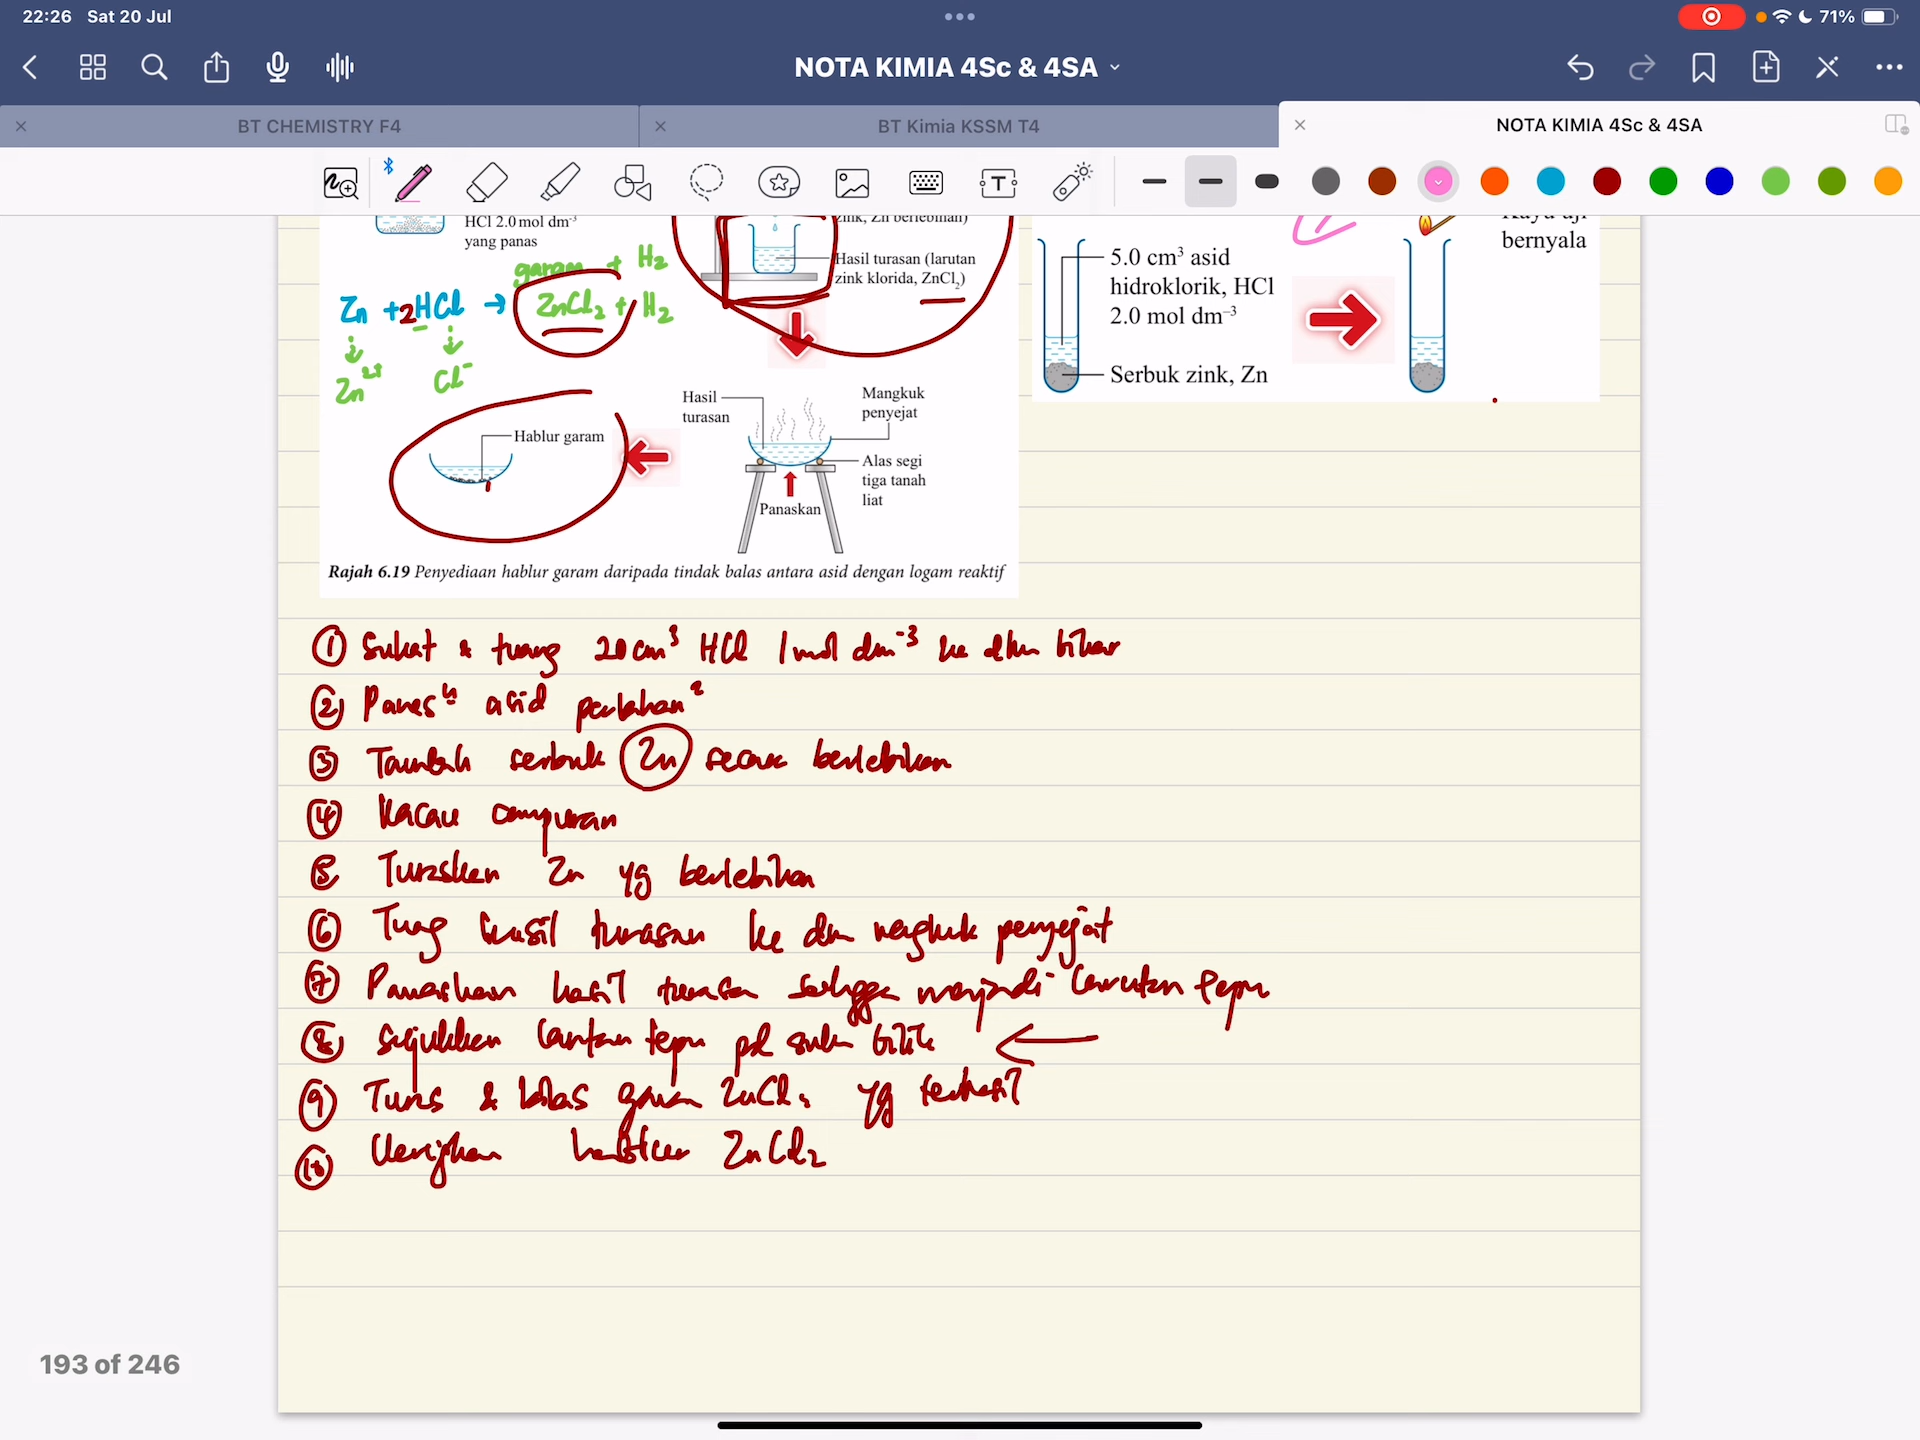 22:26 Sat 20 Jul
71%
NOTA KIMIA 4Sc & 4SA
BT CHEMISTRY F4
BT Kimia KSSM T4
NOTA KIMIA 4Sc & 4SA
HCl 2.0 mol dm⁻³
yang panas
garam + H₂
Zn + 2HCl → ZnCl₂ + H₂
Zn²⁺ Cl⁻
zink, Zn berlebihan)
Hasil turasan (larutan
zink klorida, ZnCl₂)
Hasil
turasan
Mangkuk
penyejat
Hablur garam
Alas segi
tiga tanah
liat
Panaskan
Rajah 6.19 Penyediaan hablur garam daripada tindak balas antara asid dengan logam reaktif
5.0 cm³ asid
hidroklorik, HCl
2.0 mol dm⁻³
Serbuk zink, Zn
Kayu uji
bernyala
① Sukat & tuang 20 cm³ HCl 1 mol dm⁻³ ke dlm bikar
② Panas⁴ asid perlahan²
③ Tambah serbuk Zn secara berlebihan
④ Kacau campuran
⑤ Turaskan Zn yg berlebihan
⑥ Tuang hasil turasan ke dlm mangkuk penyejat
⑦ Panaskan hasil turasan sehingga menjadi larutan tepu
⑧ Sejukkan larutan tepu pd suhu bilik
⑨ Turas & bilas garam ZnCl₂ yg terhasil
⑩ Keringkan ZnCl₂
193 of 246